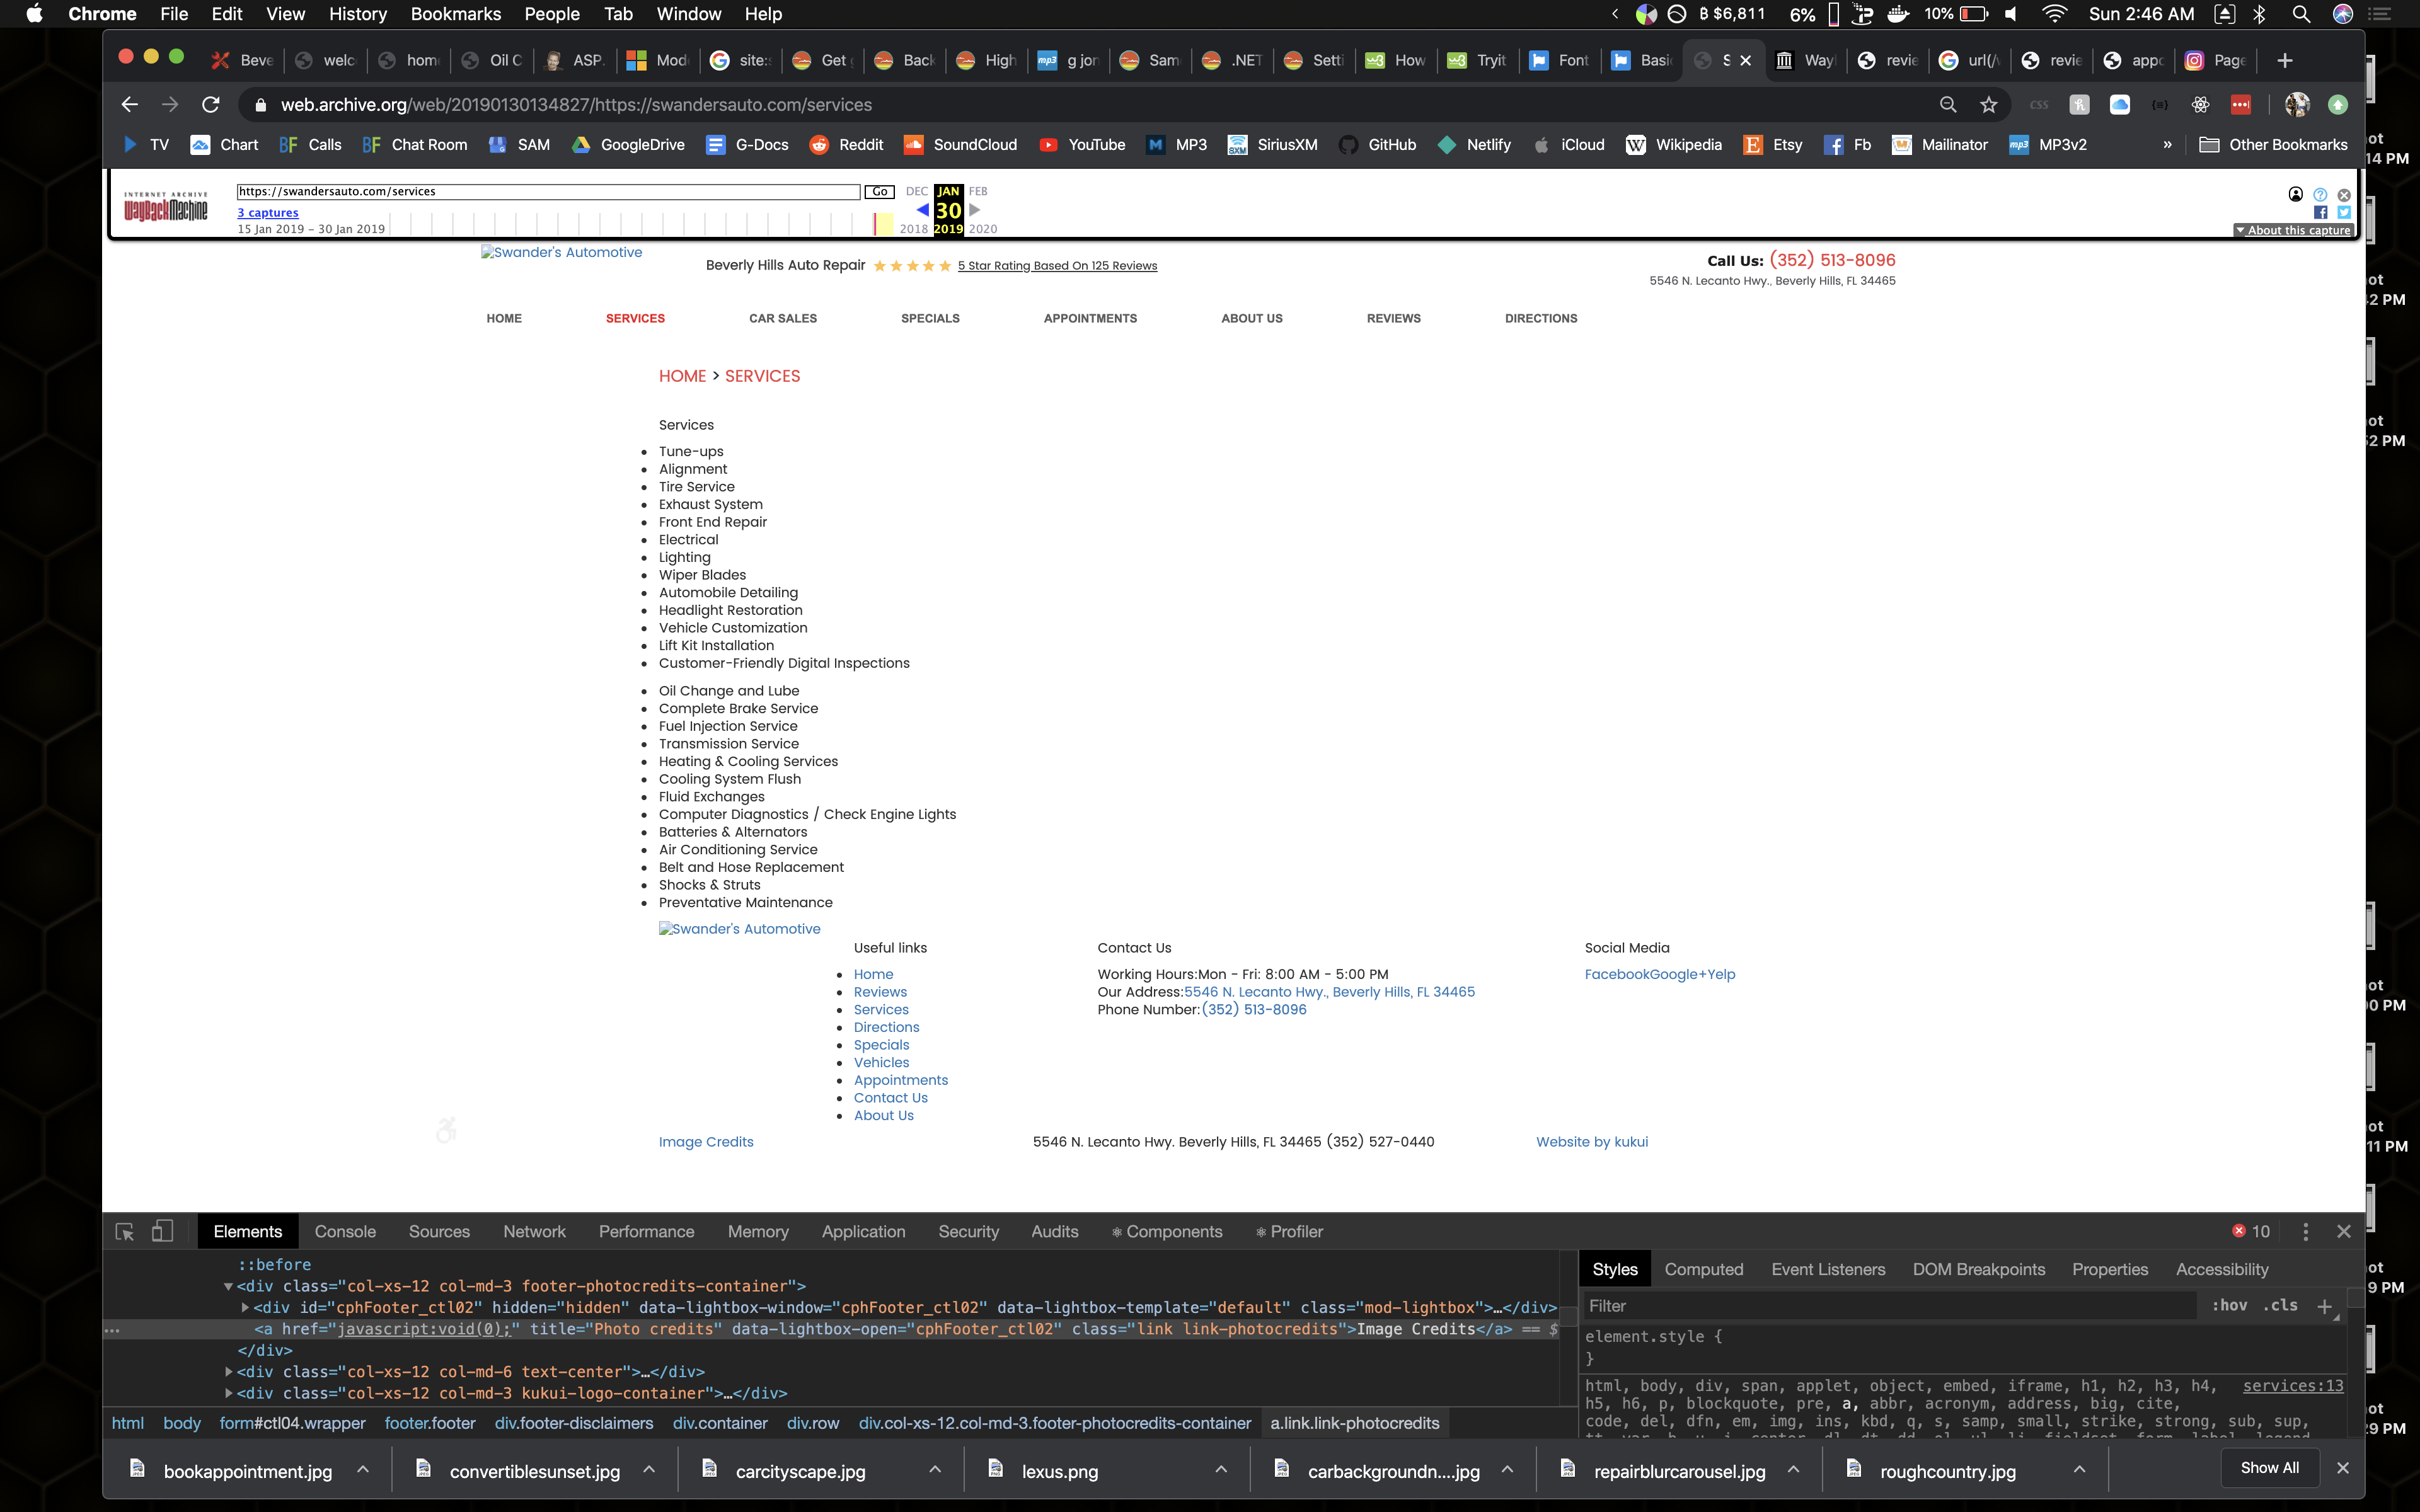 Chrome File Edit View History Bookmarks People Tab Window Help
฿ $6,811 6% 10% Sun 2:46 AM
Beve welc home Oil C ASP. Mod site: Get Back High g jon Sam .NET Setti How Tryit Font Basi S Wayb revie url(/v revie appo Page
web.archive.org/web/20190130134827/https://swandersauto.com/services
TV Chart Calls Chat Room SAM GoogleDrive G-Docs Reddit SoundCloud YouTube MP3 SiriusXM GitHub Netlify iCloud Wikipedia Etsy Fb Mailinator MP3v2 » Other Bookmarks
INTERNET ARCHIVE
WayBackMachine
https://swandersauto.com/services Go DEC JAN FEB
3 captures 30
15 Jan 2019 – 30 Jan 2019 2018 2019 2020
About this capture
Swander's Automotive
Beverly Hills Auto Repair ★★★★★ 5 Star Rating Based On 125 Reviews
Call Us: (352) 513-8096
5546 N. Lecanto Hwy., Beverly Hills, FL 34465
HOME SERVICES CAR SALES SPECIALS APPOINTMENTS ABOUT US REVIEWS DIRECTIONS
HOME > SERVICES
Services
• Tune-ups
• Alignment
• Tire Service
• Exhaust System
• Front End Repair
• Electrical
• Lighting
• Wiper Blades
• Automobile Detailing
• Headlight Restoration
• Vehicle Customization
• Lift Kit Installation
• Customer-Friendly Digital Inspections
• Oil Change and Lube
• Complete Brake Service
• Fuel Injection Service
• Transmission Service
• Heating & Cooling Services
• Cooling System Flush
• Fluid Exchanges
• Computer Diagnostics / Check Engine Lights
• Batteries & Alternators
• Air Conditioning Service
• Belt and Hose Replacement
• Shocks & Struts
• Preventative Maintenance
Swander's Automotive
Useful links
• Home
• Reviews
• Services
• Directions
• Specials
• Vehicles
• Appointments
• Contact Us
• About Us
Contact Us
Working Hours:Mon - Fri: 8:00 AM - 5:00 PM
Our Address:5546 N. Lecanto Hwy., Beverly Hills, FL 34465
Phone Number:(352) 513-8096
Social Media
FacebookGoogle+Yelp
Image Credits 5546 N. Lecanto Hwy. Beverly Hills, FL 34465 (352) 527-0440 Website by kukui
Elements Console Sources Network Performance Memory Application Security Audits Components Profiler 10
::before
<div class="col-xs-12 col-md-3 footer-photocredits-container">
<div id="cphFooter_ctl02" hidden="hidden" data-lightbox-window="cphFooter_ctl02" data-lightbox-template="default" class="mod-lightbox">…</div>
<a href="javascript:void(0);" title="Photo credits" data-lightbox-open="cphFooter_ctl02" class="link link-photocredits">Image Credits</a> == $
</div>
<div class="col-xs-12 col-md-6 text-center">…</div>
<div class="col-xs-12 col-md-3 kukui-logo-container">…</div>
html body form#ctl04.wrapper footer.footer div.footer-disclaimers div.container div.row div.col-xs-12.col-md-3.footer-photocredits-container a.link.link-photocredits
Styles Computed Event Listeners DOM Breakpoints Properties Accessibility
Filter :hov .cls +
element.style {
}
html, body, div, span, applet, object, embed, iframe, h1, h2, h3, h4, services:13
h5, h6, p, blockquote, pre, a, abbr, acronym, address, big, cite,
code, del, dfn, em, img, ins, kbd, q, s, samp, small, strike, strong, sub, sup,
bookappointment.jpg convertiblesunset.jpg carcityscape.jpg lexus.png carbackgroundn....jpg repairblurcarousel.jpg roughcountry.jpg Show All